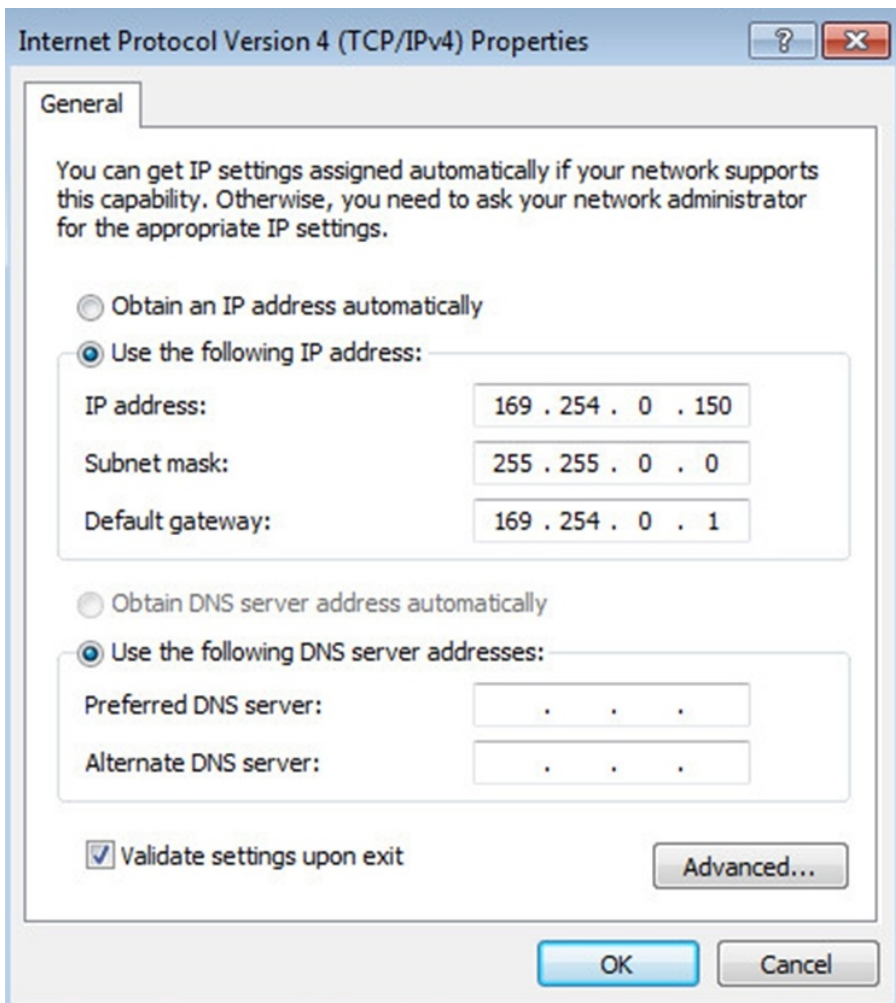 Internet Protocol Version 4 (TCP/IPv4) Properties
?
General
You can get IP settings assigned automatically if your network supports
this capability. Otherwise, you need to ask your network administrator
for the appropriate IP settings.
Obtain an IP address automatically
Use the following IP address:
IP address: 169 . 254 . 0 . 150
Subnet mask: 255 . 255 . 0 . 0
Default gateway: 169 . 254 . 0 . 1
Obtain DNS server address automatically
Use the following DNS server addresses:
Preferred DNS server: . . .
Alternate DNS server: . . .
Validate settings upon exit
Advanced...
OK Cancel